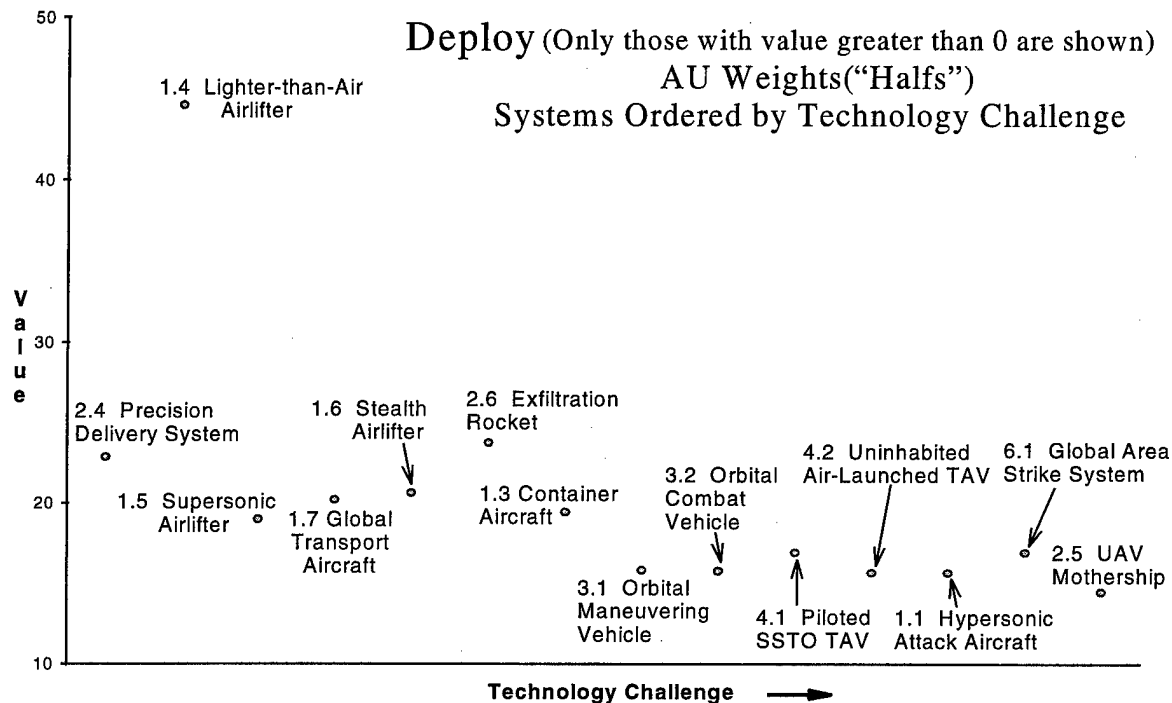 Deploy (Only those with value greater than 0 are shown)
AU Weights(“Halfs”)
Systems Ordered by Technology Challenge
50
40
30
20
10
Value
1.4 Lighter-than-Air
Airlifter
2.4 Precision
Delivery System
1.5 Supersonic
Airlifter
1.7 Global
Transport
Aircraft
1.6 Stealth
Airlifter
2.6 Exfiltration
Rocket
1.3 Container
Aircraft
3.1 Orbital
Maneuvering
Vehicle
3.2 Orbital
Combat
Vehicle
4.1 Piloted
SSTO TAV
4.2 Uninhabited
Air-Launched TAV
1.1 Hypersonic
Attack Aircraft
6.1 Global Area
Strike System
2.5 UAV
Mothership
Technology Challenge